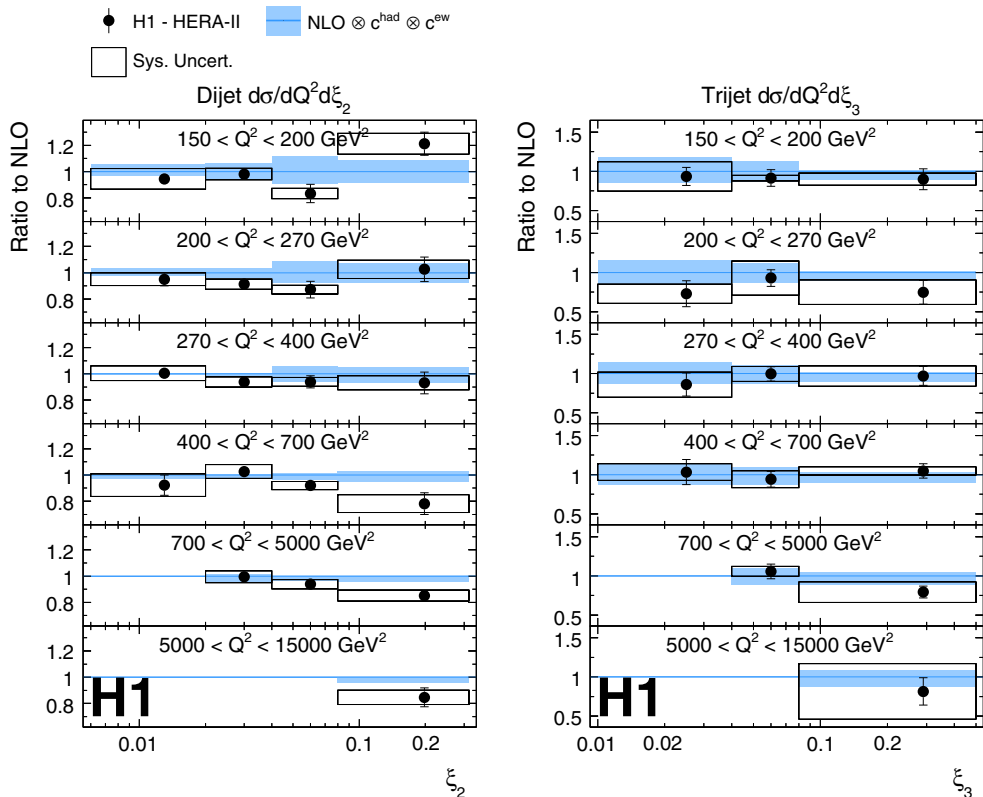 H1 - HERA-II
NLO ⊗ c^had ⊗ c^ew
Sys. Uncert.
Dijet dσ/dQ²dξ₂
Ratio to NLO
150 < Q² < 200 GeV²
1.2
1
0.8
200 < Q² < 270 GeV²
1.2
1
0.8
270 < Q² < 400 GeV²
1.2
1
0.8
400 < Q² < 700 GeV²
1.2
1
0.8
700 < Q² < 5000 GeV²
1.2
1
0.8
5000 < Q² < 15000 GeV²
1.2
1
0.8
H1
0.01 0.1 0.2
ξ₂
Trijet dσ/dQ²dξ₃
Ratio to NLO
150 < Q² < 200 GeV²
1.5
1
0.5
200 < Q² < 270 GeV²
1.5
1
0.5
270 < Q² < 400 GeV²
1.5
1
0.5
400 < Q² < 700 GeV²
1.5
1
0.5
700 < Q² < 5000 GeV²
1.5
1
0.5
5000 < Q² < 15000 GeV²
1.5
1
0.5
H1
0.01 0.02 0.1 0.2
ξ₃